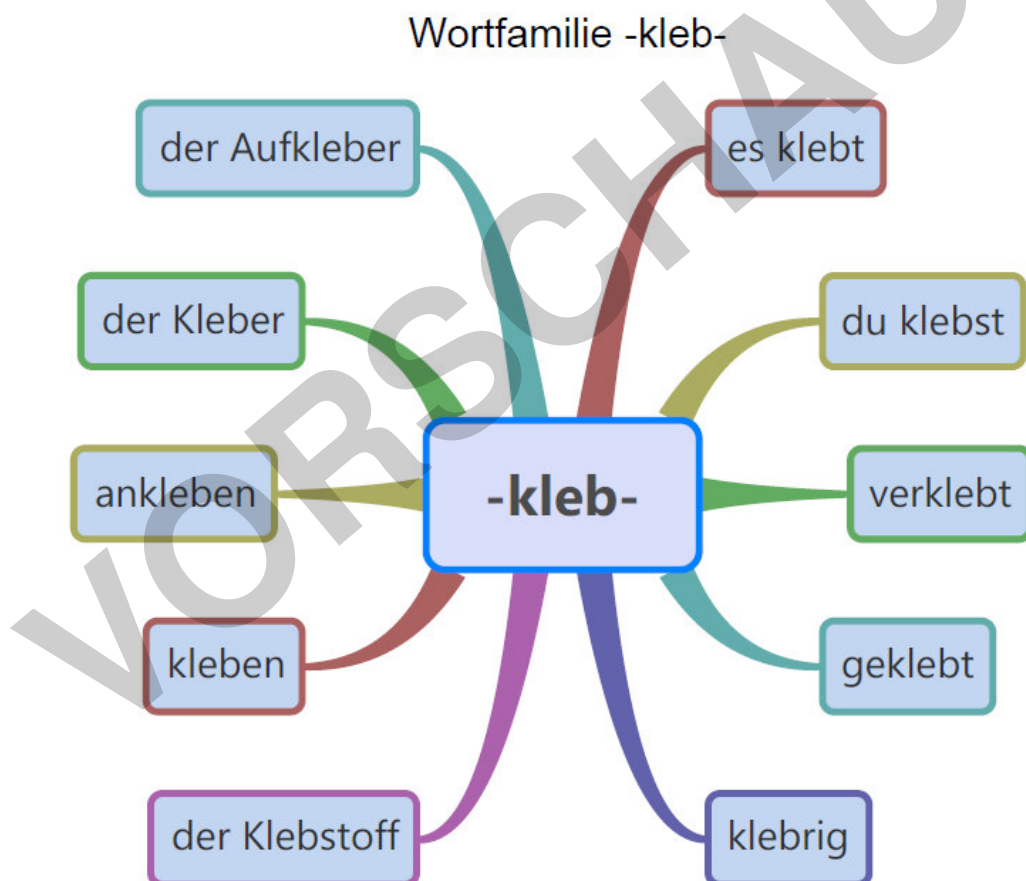 Wortfamilie -kleb-
der Aufkleber
es klebt
der Kleber
du klebst
ankleben
-kleb-
verklebt
kleben
geklebt
der Klebstoff
klebrig
VORSCHAU